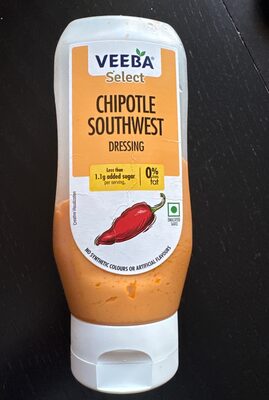 VEEBA
Select
CHIPOTLE
SOUTHWEST
DRESSING
Less than
1.1g added sugar
per serving
0%
fat
Creative Visualisation
NO SYNTHETIC COLOURS OR ARTIFICIAL FLAVOURS